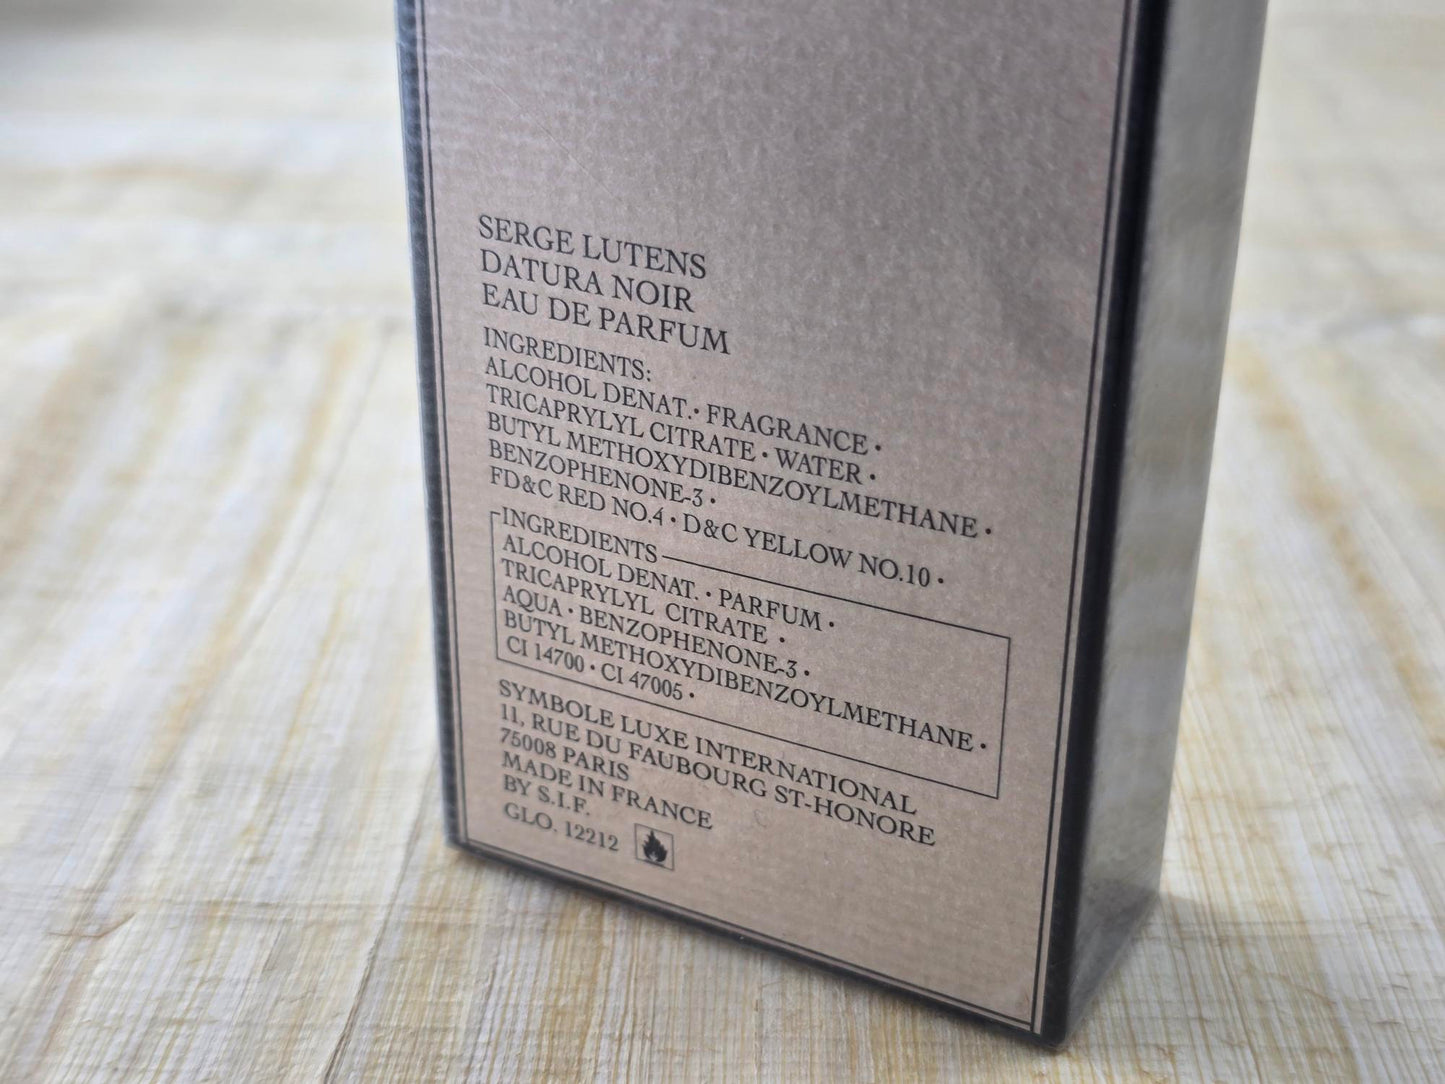 SERGE LUTENS
DATURA NOIR
EAU DE PARFUM
INGREDIENTS:
ALCOHOL DENAT.• FRAGRANCE •
TRICAPRYLYL CITRATE • WATER •
BUTYL METHOXYDIBENZOYLMETHANE •
BENZOPHENONE-3 •
FD&C RED NO.4 • D&C YELLOW NO.10 •
INGREDIENTS
ALCOHOL DENAT. • PARFUM •
TRICAPRYLYL CITRATE •
AQUA • BENZOPHENONE-3 •
BUTYL METHOXYDIBENZOYLMETHANE •
CI 14700 • CI 47005 •
SYMBOLE LUXE INTERNATIONAL
11, RUE DU FAUBOURG ST-HONORE
75008 PARIS
MADE IN FRANCE
BY S.I.F.
GLO. 12212